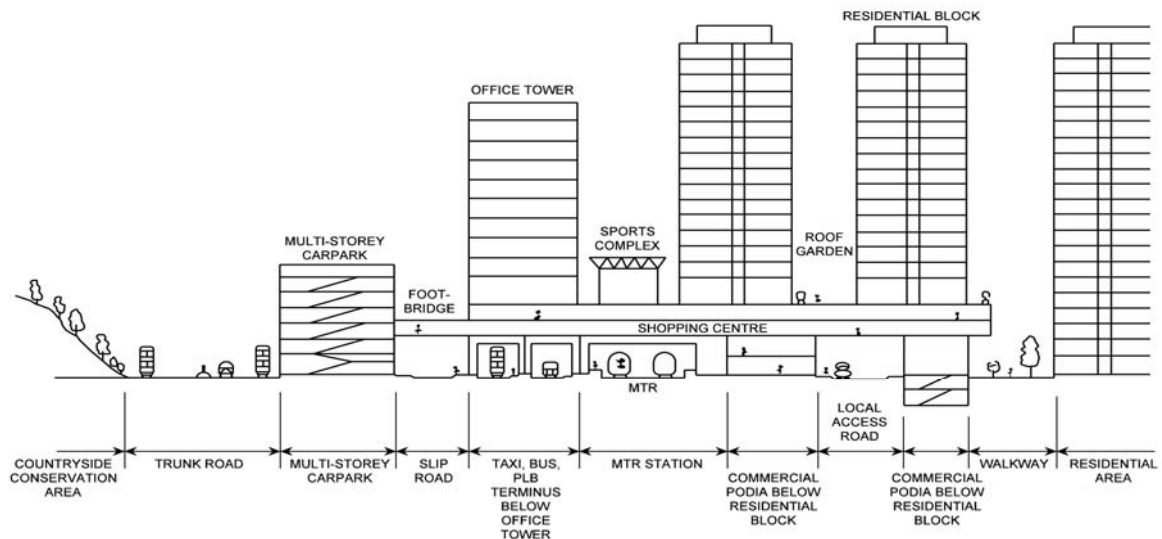 RESIDENTIAL BLOCK
OFFICE TOWER
MULTI-STOREY
CARPARK
SPORTS
COMPLEX
ROOF
GARDEN
FOOT-
BRIDGE
SHOPPING CENTRE
MTR
COUNTRYSIDE
CONSERVATION
AREA
TRUNK ROAD
MULTI-STOREY
CARPARK
SLIP
ROAD
TAXI, BUS,
PLB
TERMINUS
BELOW
OFFICE
TOWER
MTR STATION
COMMERCIAL
PODIA BELOW
RESIDENTIAL
BLOCK
LOCAL
ACCESS
ROAD
COMMERCIAL
PODIA BELOW
RESIDENTIAL
BLOCK
WALKWAY
RESIDENTIAL
AREA